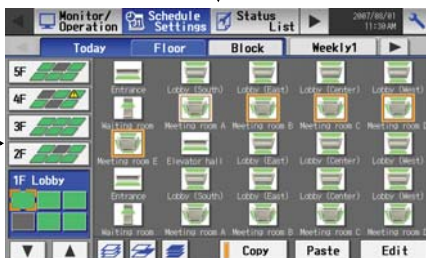 Monitor/ Operation Schedule Settings Status List 2007/08/01 11:30AM
Today Floor Block Weekly1
5F
4F
3F
2F
1F Lobby
Entrance Lobby (South) Lobby (East) Lobby (Center) Lobby (West)
Waiting room Meeting room A Meeting room B Meeting room C Meeting room D
Meeting room E Elevator hall Lobby (East) Lobby (Center) Lobby (West)
Entrance Lobby (South) Lobby (East) Lobby (Center) Lobby (West)
Waiting room Meeting room A Meeting room B Meeting room C Meeting room D
Copy Paste Edit